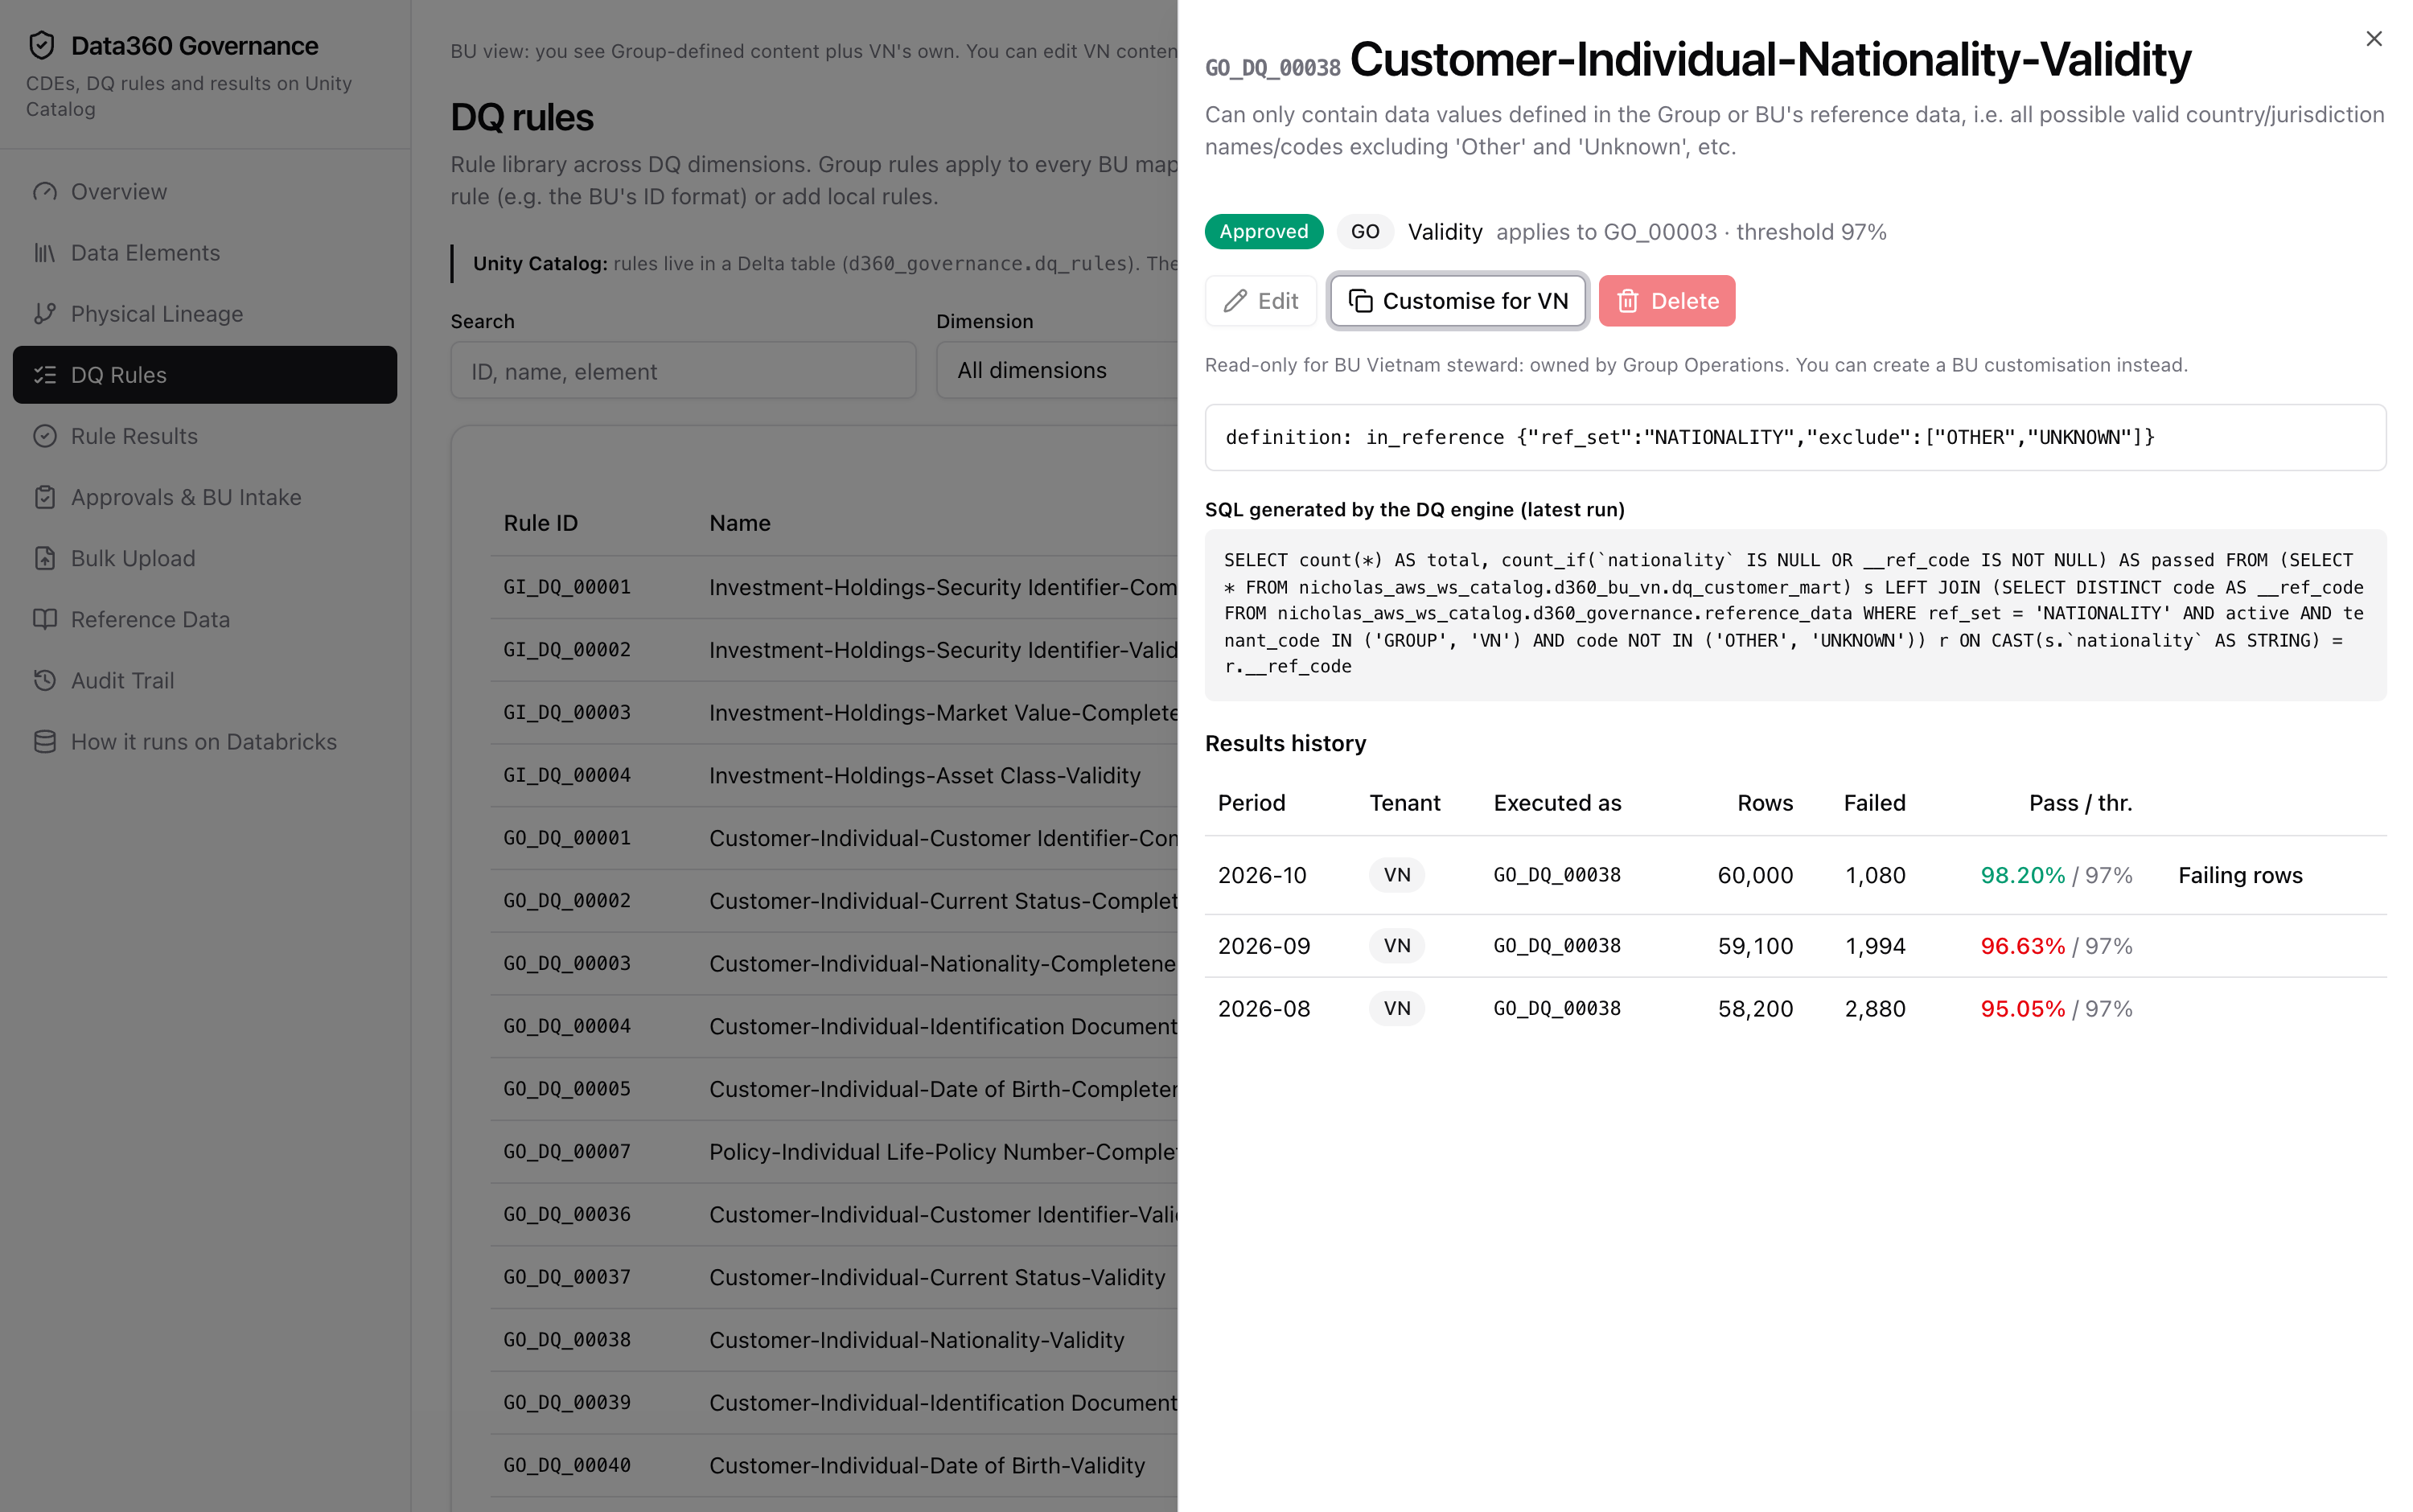 Data360 Governance
CDEs, DQ rules and results on Unity
Catalog
Overview
Data Elements
Physical Lineage
DQ Rules
Rule Results
Approvals & BU Intake
Bulk Upload
Reference Data
Audit Trail
How it runs on Databricks
BU view: you see Group-defined content plus VN's own. You can edit VN conten
DQ rules
Rule library across DQ dimensions. Group rules apply to every BU map
rule (e.g. the BU's ID format) or add local rules.
Unity Catalog: rules live in a Delta table (d360_governance.dq_rules). The
Search
Dimension
ID, name, element
All dimensions
Rule ID Name
GI_DQ_00001 Investment-Holdings-Security Identifier-Com
GI_DQ_00002 Investment-Holdings-Security Identifier-Valid
GI_DQ_00003 Investment-Holdings-Market Value-Complete
GI_DQ_00004 Investment-Holdings-Asset Class-Validity
GO_DQ_00001 Customer-Individual-Customer Identifier-Con
GO_DQ_00002 Customer-Individual-Current Status-Complet
GO_DQ_00003 Customer-Individual-Nationality-Completene
GO_DQ_00004 Customer-Individual-Identification Document
GO_DQ_00005 Customer-Individual-Date of Birth-Completer
GO_DQ_00007 Policy-Individual Life-Policy Number-Comple
GO_DQ_00036 Customer-Individual-Customer Identifier-Vali
GO_DQ_00037 Customer-Individual-Current Status-Validity
GO_DQ_00038 Customer-Individual-Nationality-Validity
GO_DQ_00039 Customer-Individual-Identification Document
GO_DQ_00040 Customer-Individual-Date of Birth-Validity
GO_DQ_00038 Customer-Individual-Nationality-Validity
Can only contain data values defined in the Group or BU's reference data, i.e. all possible valid country/jurisdiction
names/codes excluding 'Other' and 'Unknown', etc.
Approved GO Validity applies to GO_00003 · threshold 97%
Edit Customise for VN Delete
Read-only for BU Vietnam steward: owned by Group Operations. You can create a BU customisation instead.
definition: in_reference {"ref_set":"NATIONALITY","exclude":["OTHER","UNKNOWN"]}
SQL generated by the DQ engine (latest run)
SELECT count(*) AS total, count_if(`nationality` IS NULL OR __ref_code IS NOT NULL) AS passed FROM (SELECT
* FROM nicholas_aws_ws_catalog.d360_bu_vn.dq_customer_mart) s LEFT JOIN (SELECT DISTINCT code AS __ref_code
FROM nicholas_aws_ws_catalog.d360_governance.reference_data WHERE ref_set = 'NATIONALITY' AND active AND te
nant_code IN ('GROUP', 'VN') AND code NOT IN ('OTHER', 'UNKNOWN')) r ON CAST(s.`nationality` AS STRING) =
r.__ref_code
Results history
Period Tenant Executed as Rows Failed Pass / thr.
2026-10 VN GO_DQ_00038 60,000 1,080 98.20% / 97% Failing rows
2026-09 VN GO_DQ_00038 59,100 1,994 96.63% / 97%
2026-08 VN GO_DQ_00038 58,200 2,880 95.05% / 97%